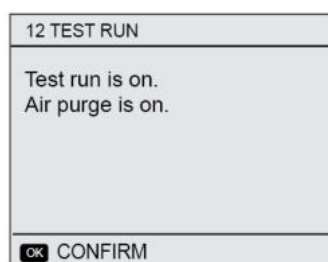 12 TEST RUN
Test run is on.
Air purge is on.
OK CONFIRM